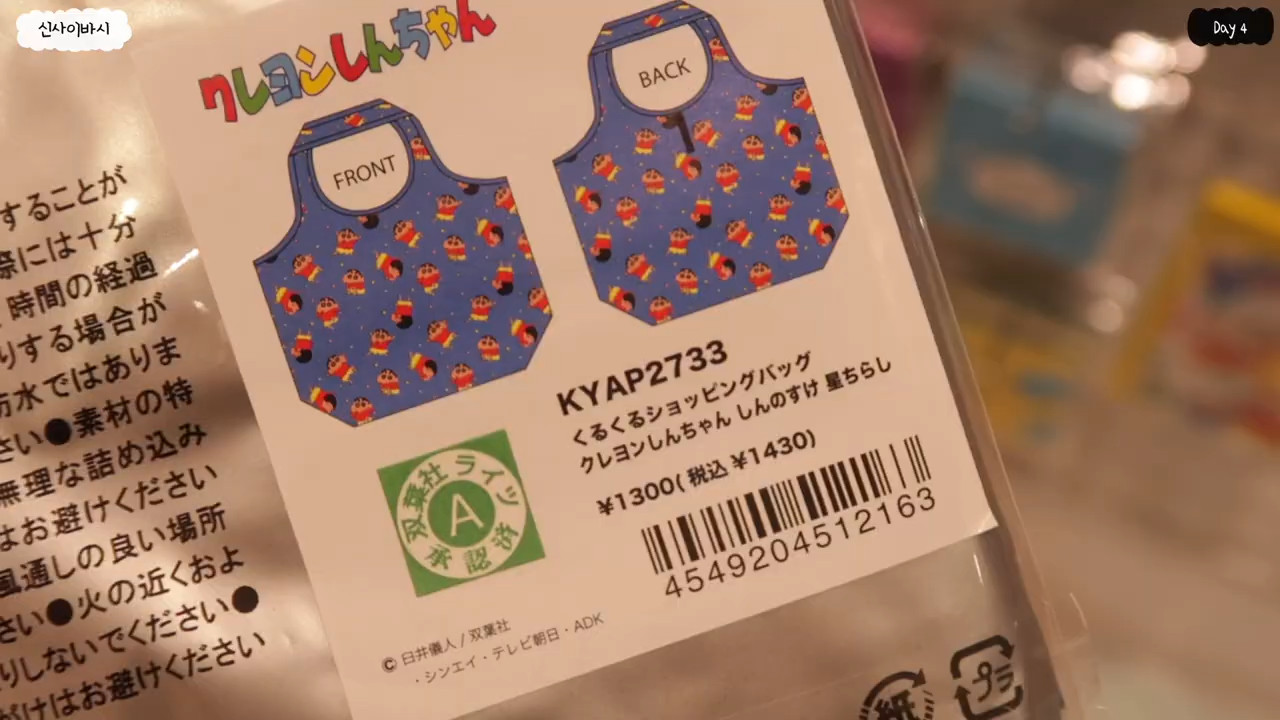 신사이바시
Day 4
クレヨンしんちゃん
FRONT
BACK
することが
際には十分
時間の経過
りする場合が
防水ではありま
さい●素材の特
無理な詰め込み
はお避けください
風通しの良い場所
さい●火の近くおよ
りしないでください●
がけはお避けください
KYAP2733
くるくるショッピングバッグ
クレヨンしんちゃん しんのすけ 星ちらし
¥1300(税込 ¥1430)
4549204512163
双葉社ライツ
A
承認済
© 臼井儀人/双葉社
・シンエイ・テレビ朝日・ADK
紙
プラ